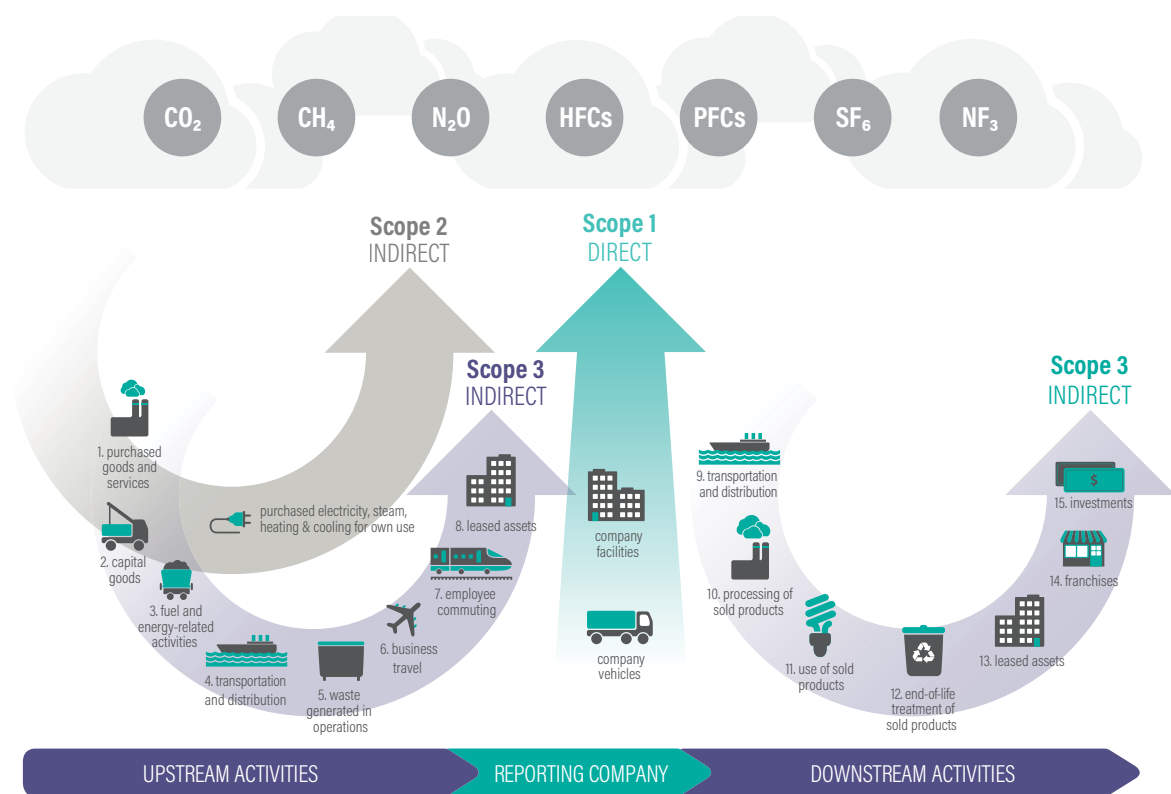 CO₂
CH₄
N₂O
HFCs
PFCs
SF₆
NF₃
Scope 2
INDIRECT
Scope 1
DIRECT
Scope 3
INDIRECT
Scope 3
INDIRECT
1. purchased
goods and
services
2. capital
goods
3. fuel and
energy-related
activities
4. transportation
and distribution
5. waste
generated in
operations
6. business
travel
7. employee
commuting
8. leased assets
purchased electricity, steam,
heating & cooling for own use
company
facilities
company
vehicles
9. transportation
and distribution
10. processing of
sold products
11. use of sold
products
12. end-of-life
treatment of
sold products
13. leased assets
14. franchises
$
15. investments
UPSTREAM ACTIVITIES
REPORTING COMPANY
DOWNSTREAM ACTIVITIES